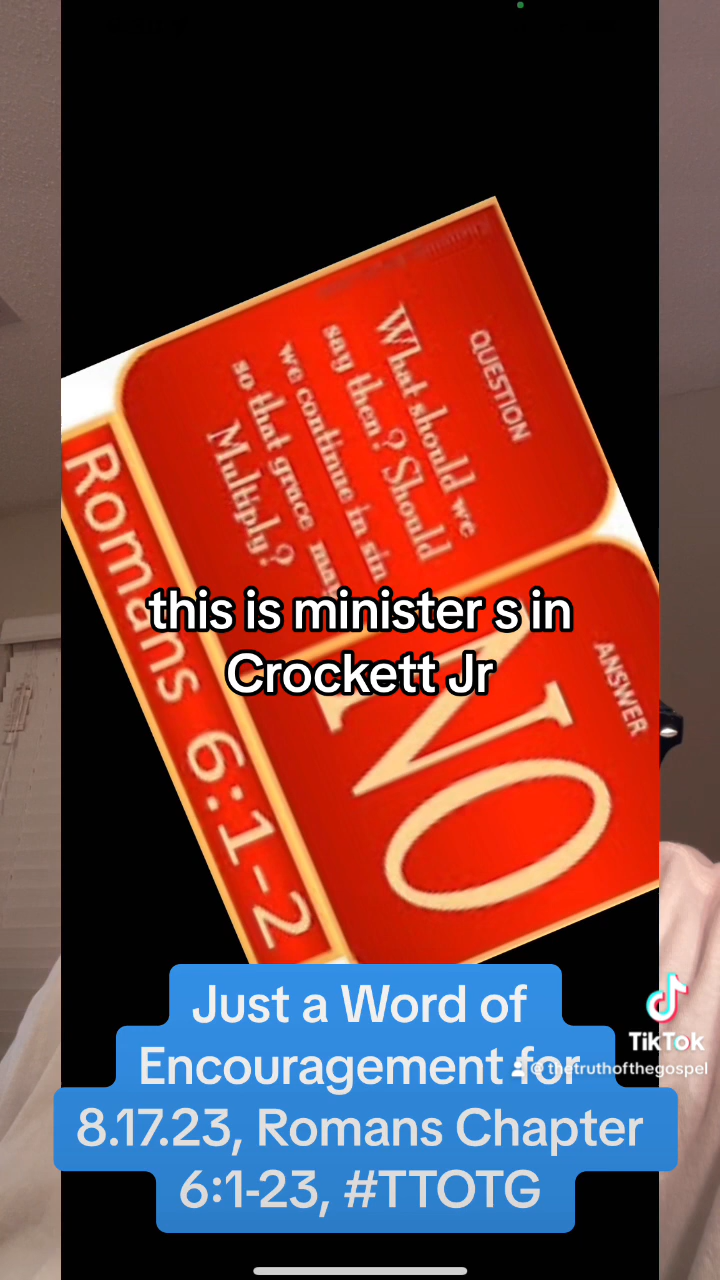 QUESTION
What should we
say then? Should
we continue in sin
so that grace may
Multiply?
ANSWER
NO
Romans 6:1-2
this is minister s in
Crockett Jr
Just a Word of
Encouragement for
8.17.23, Romans Chapter
6:1-23, #TTOTG
TikTok
@thetruthofthegospel